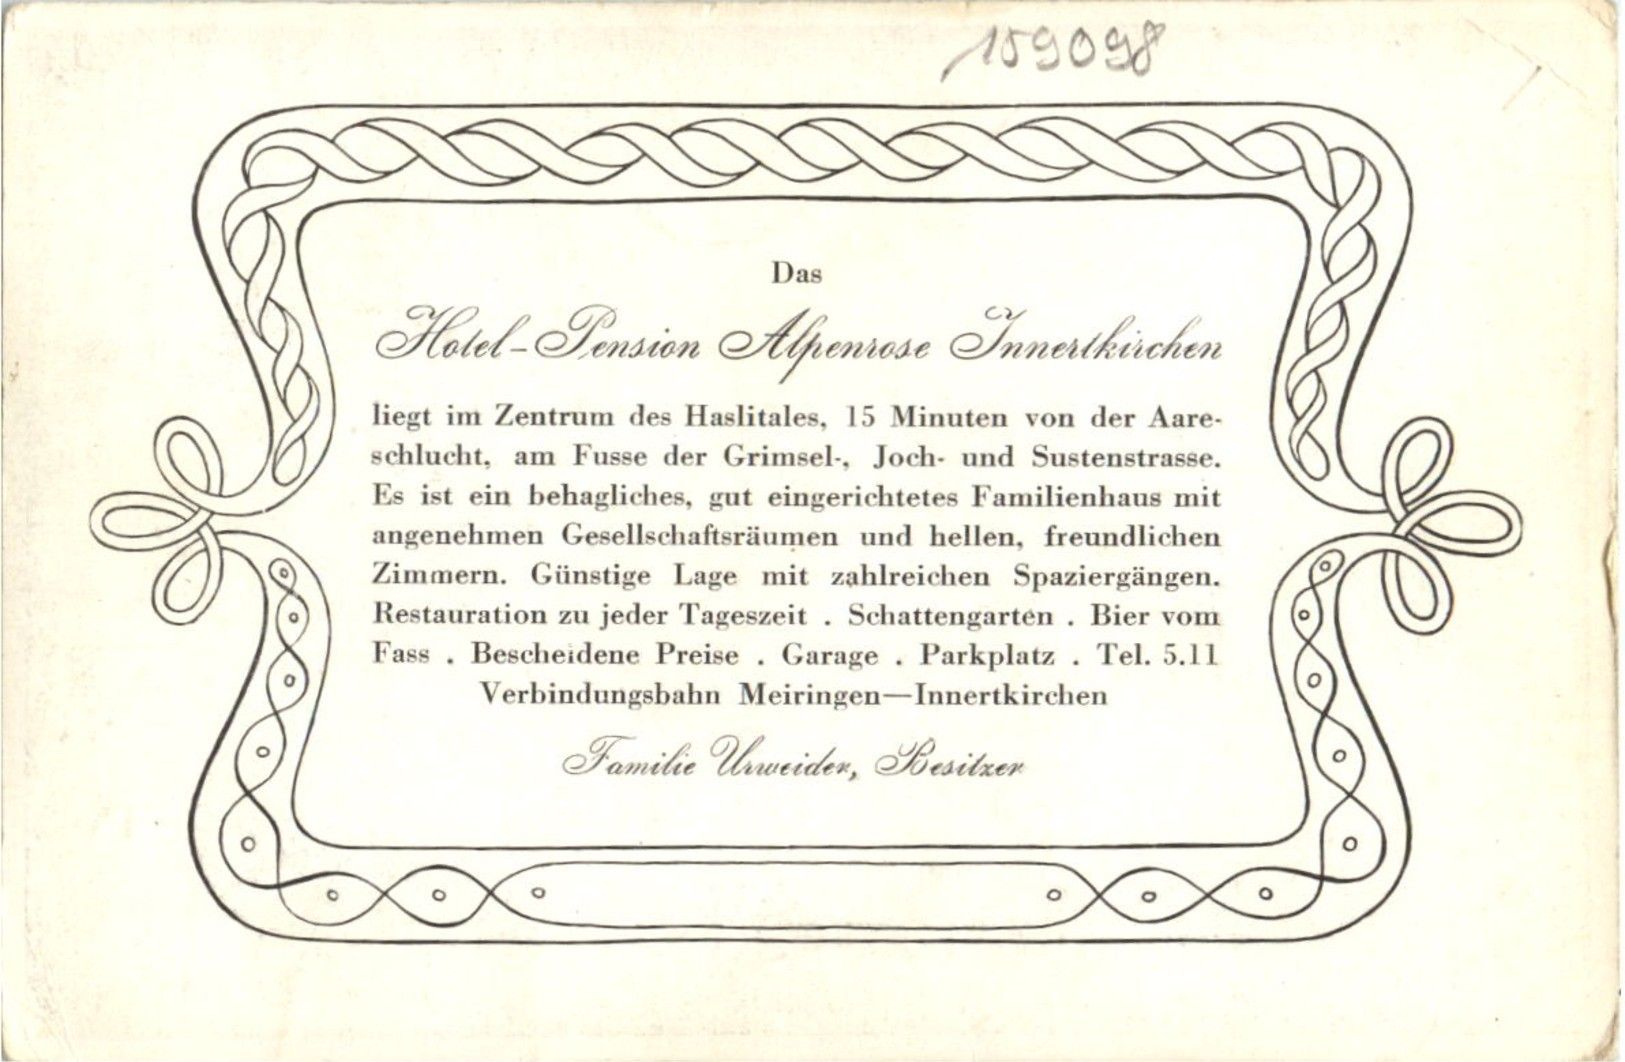 159098
Das
Hotel-Pension Alpenrose Innertkirchen
liegt im Zentrum des Haslitales, 15 Minuten von der Aare-
schlucht, am Fusse der Grimsel-, Joch- und Sustenstrasse.
Es ist ein behagliches, gut eingerichtetes Familienhaus mit
angenehmen Gesellschaftsräumen und hellen, freundlichen
Zimmern. Günstige Lage mit zahlreichen Spaziergängen.
Restauration zu jeder Tageszeit . Schattengarten . Bier vom
Fass . Bescheidene Preise . Garage . Parkplatz . Tel. 5.11
Verbindungsbahn Meiringen—Innertkirchen
Familie Urweider, Besitzer